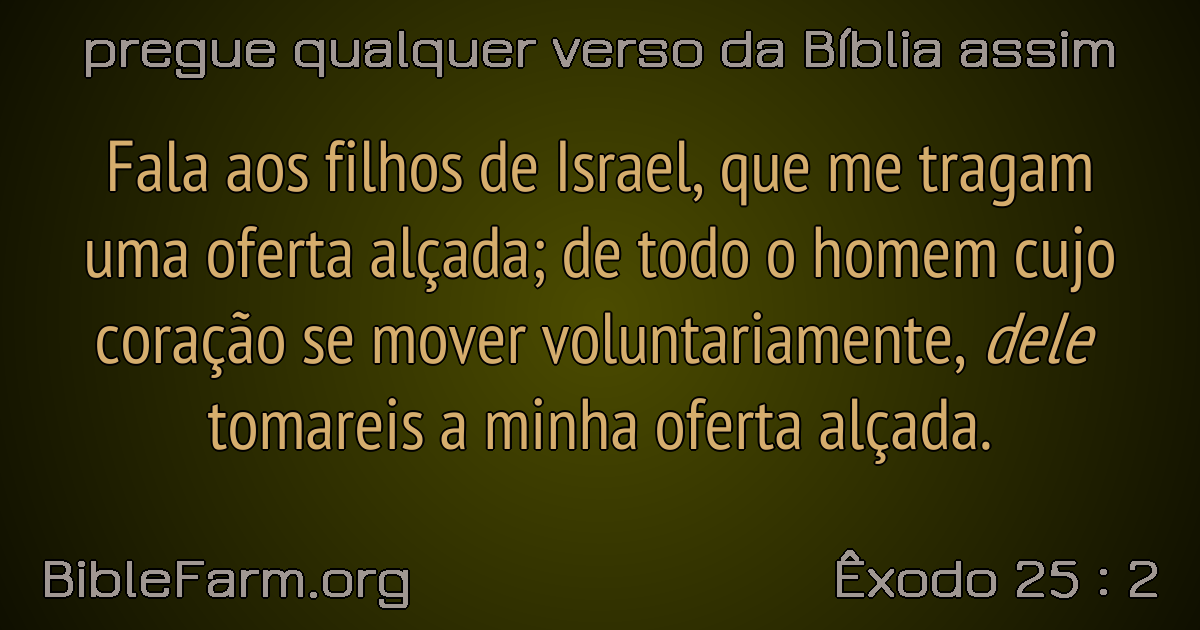 pregue qualquer verso da Bíblia assim
Fala aos filhos de Israel, que me tragam
uma oferta alçada; de todo o homem cujo
coração se mover voluntariamente, dele
tomareis a minha oferta alçada.
BibleFarm.org
Êxodo 25 : 2